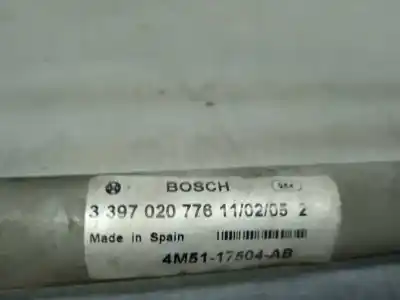 BOSCH
3 397 020 776 11/02/05 2
Made in Spain
4M51-17504-AB